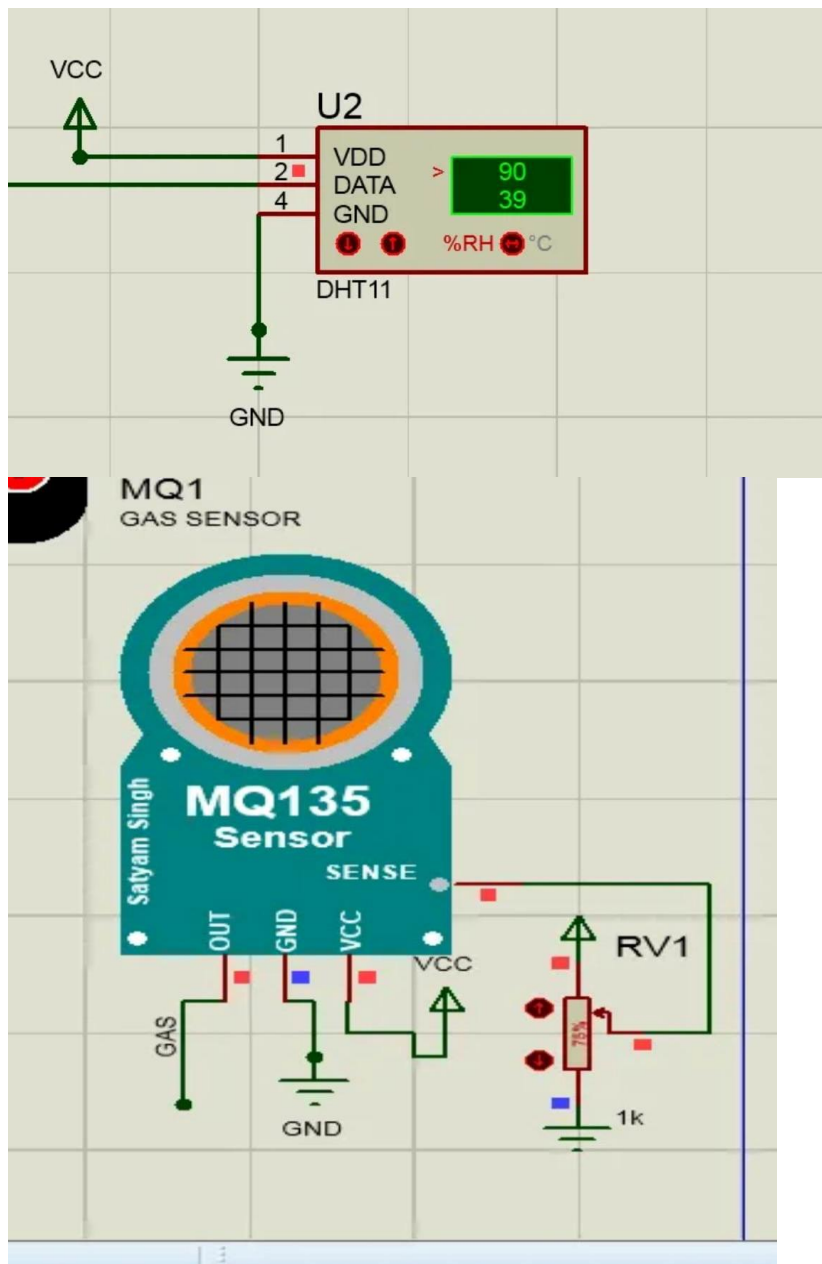 VCC
U2
1
VDD
2
DATA
4
GND
>
90
39
%RH
°C
DHT11
GND
MQ1
GAS SENSOR
MQ135
Sensor
Satyam Singh
SENSE
OUT
GND
VCC
VCC
RV1
GAS
75%
GND
1k